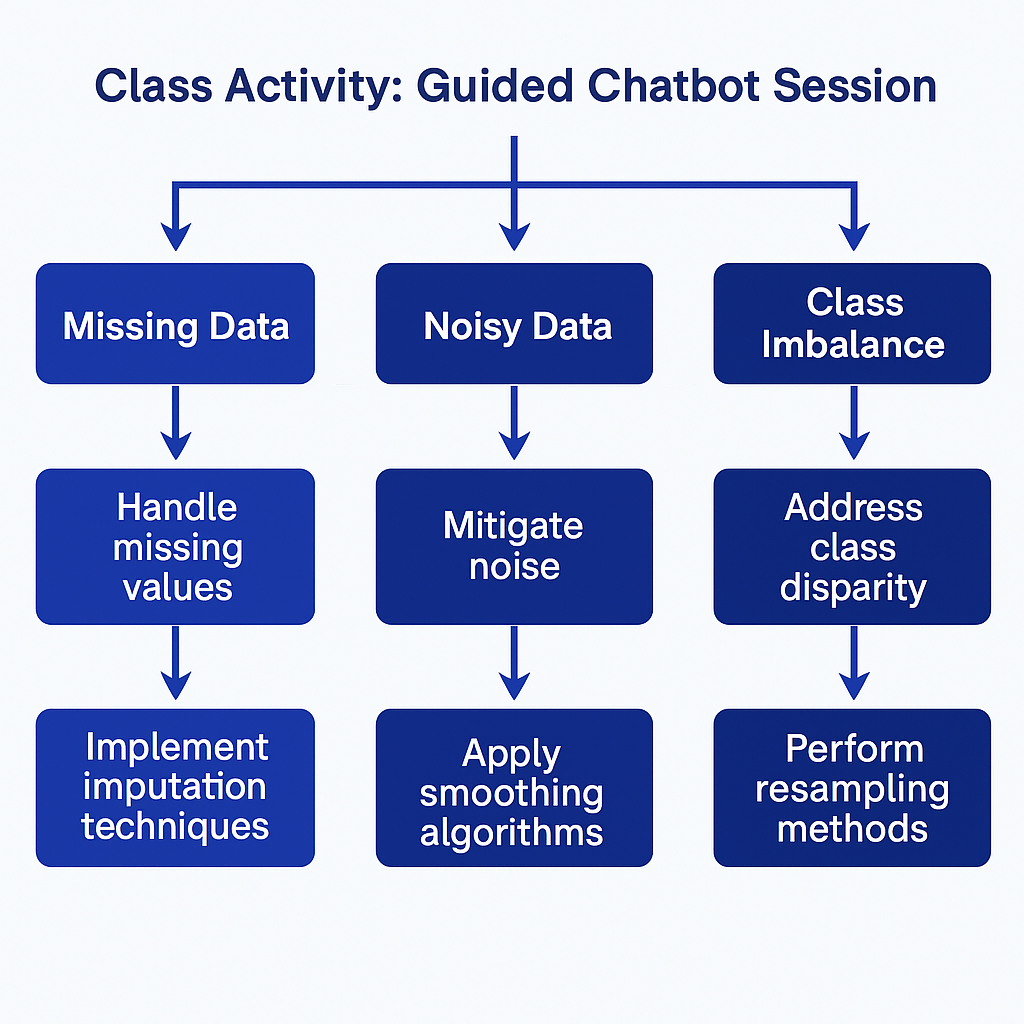 Class Activity: Guided Chatbot Session
Missing Data
Noisy Data
Class
Imbalance
Handle
missing
values
Mitigate
noise
Address
class
disparity
Implement
imputation
techniques
Apply
smoothing
algorithms
Perform
resampling
methods